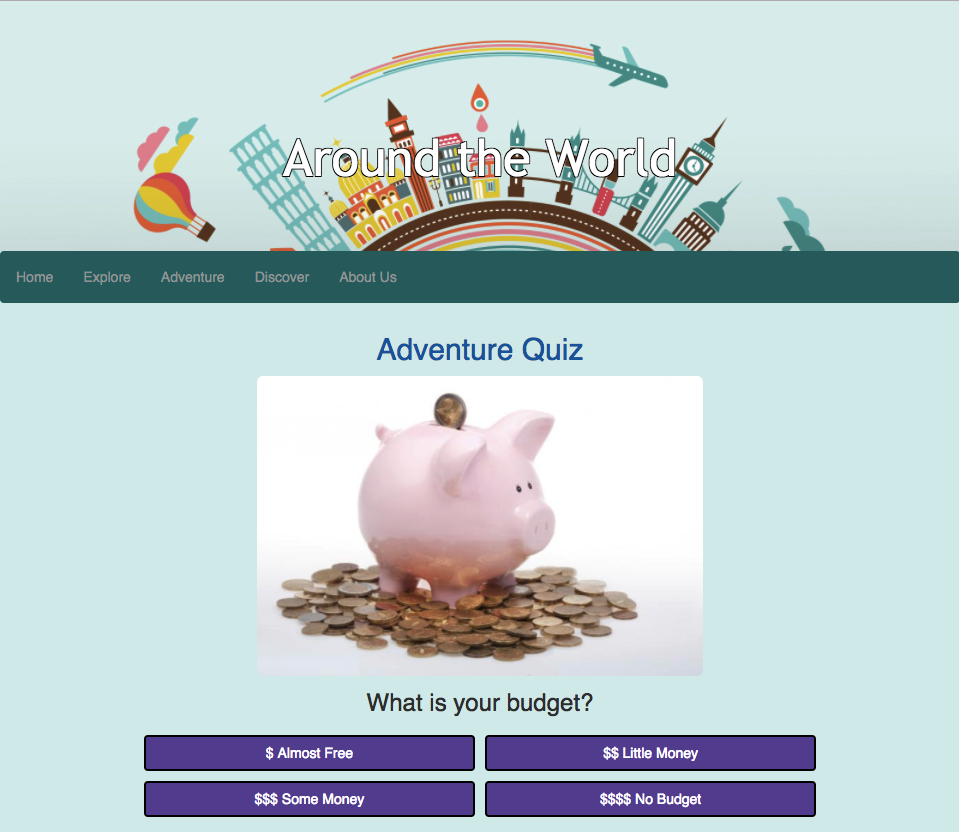 Around the World
Home Explore Adventure Discover About Us
Adventure Quiz
What is your budget?
$ Almost Free $$ Little Money
$$$ Some Money $$$$ No Budget